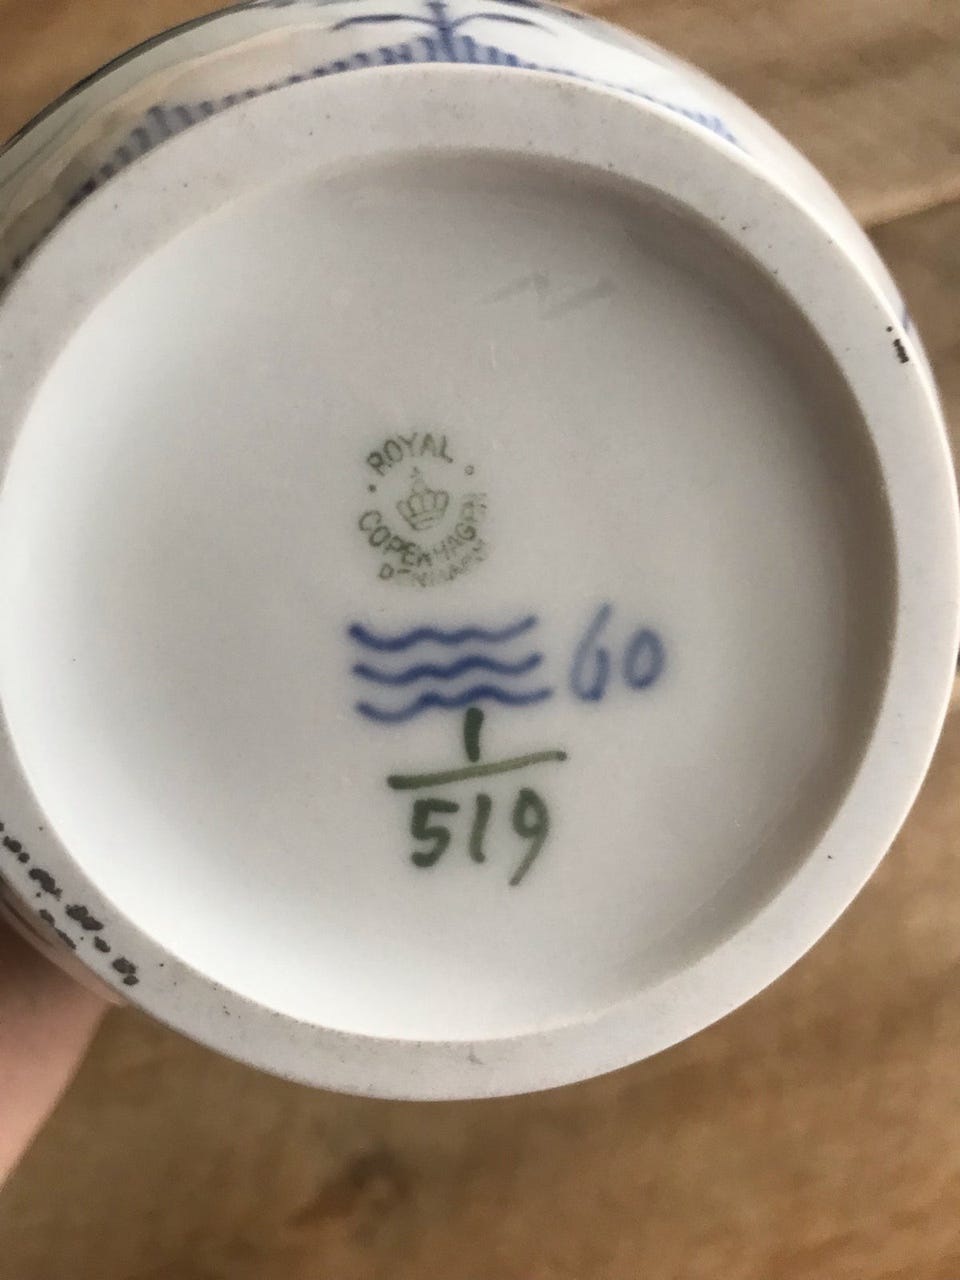 ROYAL
COPENHAGEN
DENMARK
60
1
519